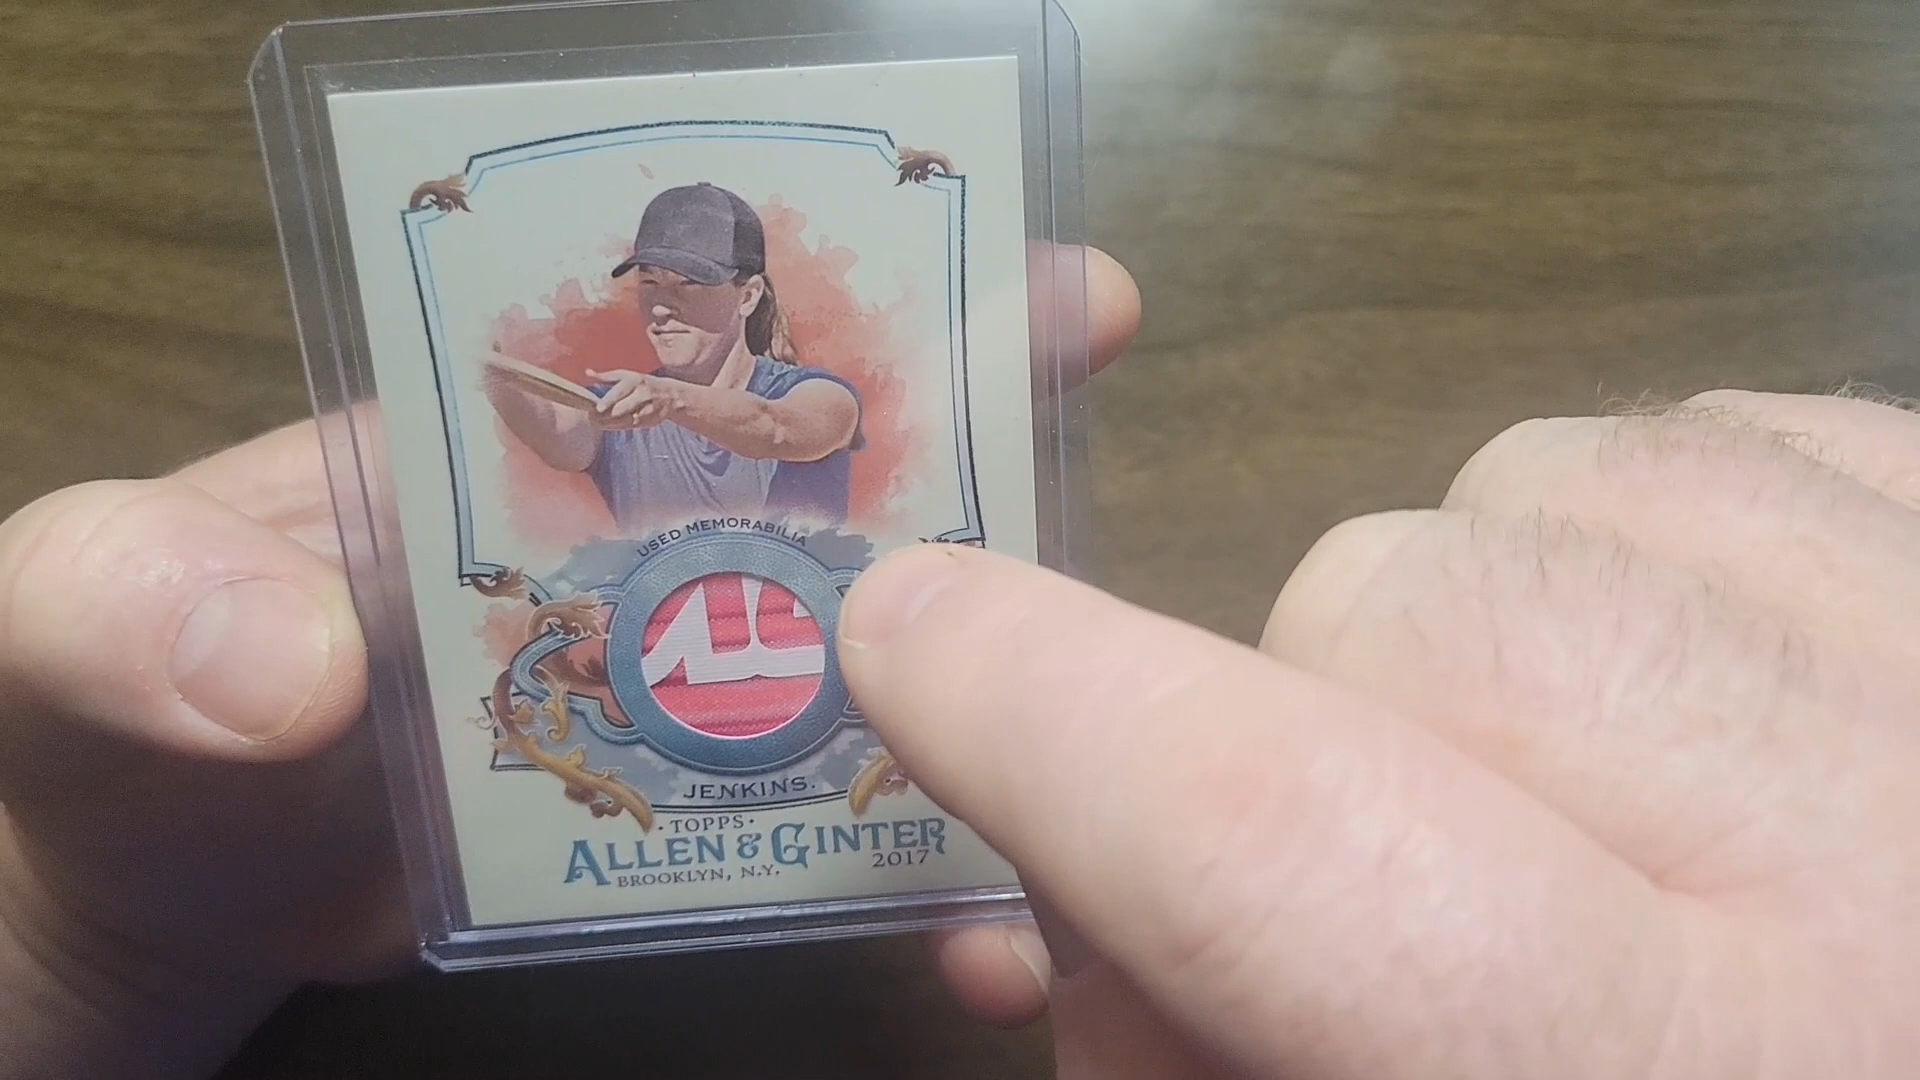 USED MEMORABILIA
JENKINS.
·TOPPS·
ALLEN & GINTER
BROOKLYN, N.Y. 2017